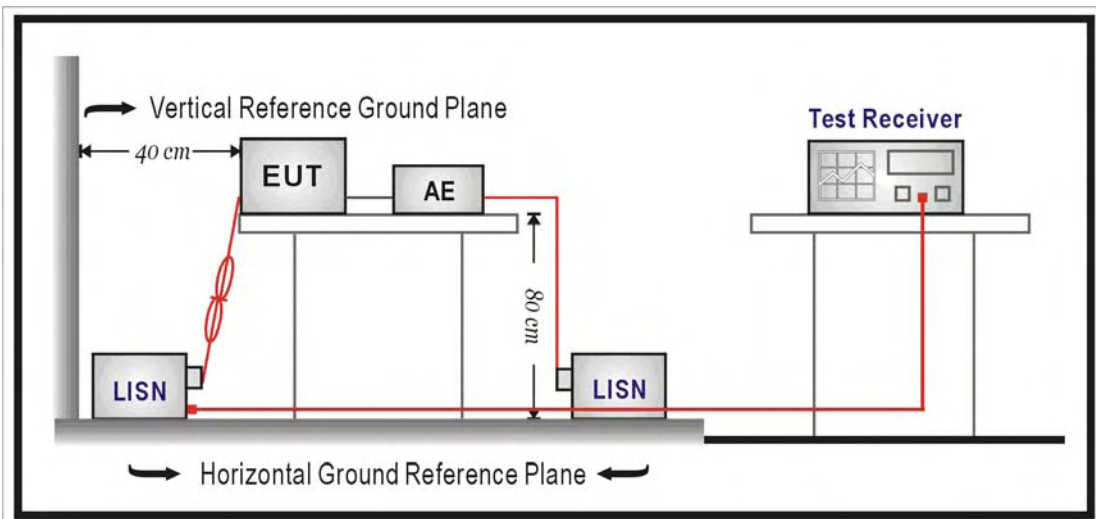 Vertical Reference Ground Plane
40 cm
EUT
AE
Test Receiver
80 cm
LISN
LISN
Horizontal Ground Reference Plane